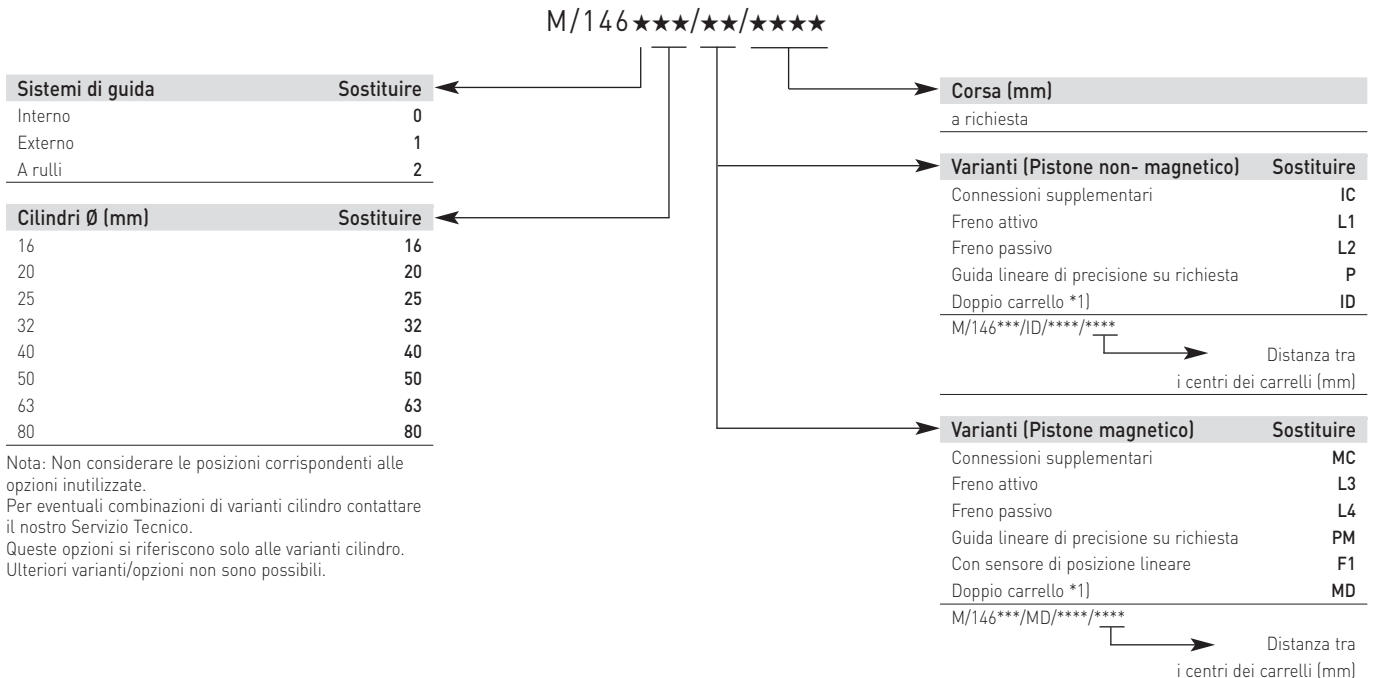 M/146★★★/★★/★★★★
Sistemi di guida Sostituire
Interno 0
Externo 1
A rulli 2
Cilindri Ø (mm) Sostituire
16 16
20 20
25 25
32 32
40 40
50 50
63 63
80 80
Nota: Non considerare le posizioni corrispondenti alle
opzioni inutilizzate.
Per eventuali combinazioni di varianti cilindro contattare
il nostro Servizio Tecnico.
Queste opzioni si riferiscono solo alle varianti cilindro.
Ulteriori varianti/opzioni non sono possibili.
Corsa (mm)
a richiesta
Varianti (Pistone non- magnetico) Sostituire
Connessioni supplementari IC
Freno attivo L1
Freno passivo L2
Guida lineare di precisione su richiesta P
Doppio carrello *1) ID
M/146***/ID/****/****
Distanza tra
i centri dei carrelli (mm)
Varianti (Pistone magnetico) Sostituire
Connessioni supplementari MC
Freno attivo L3
Freno passivo L4
Guida lineare di precisione su richiesta PM
Con sensore di posizione lineare F1
Doppio carrello *1) MD
M/146***/MD/****/****
Distanza tra
i centri dei carrelli (mm)